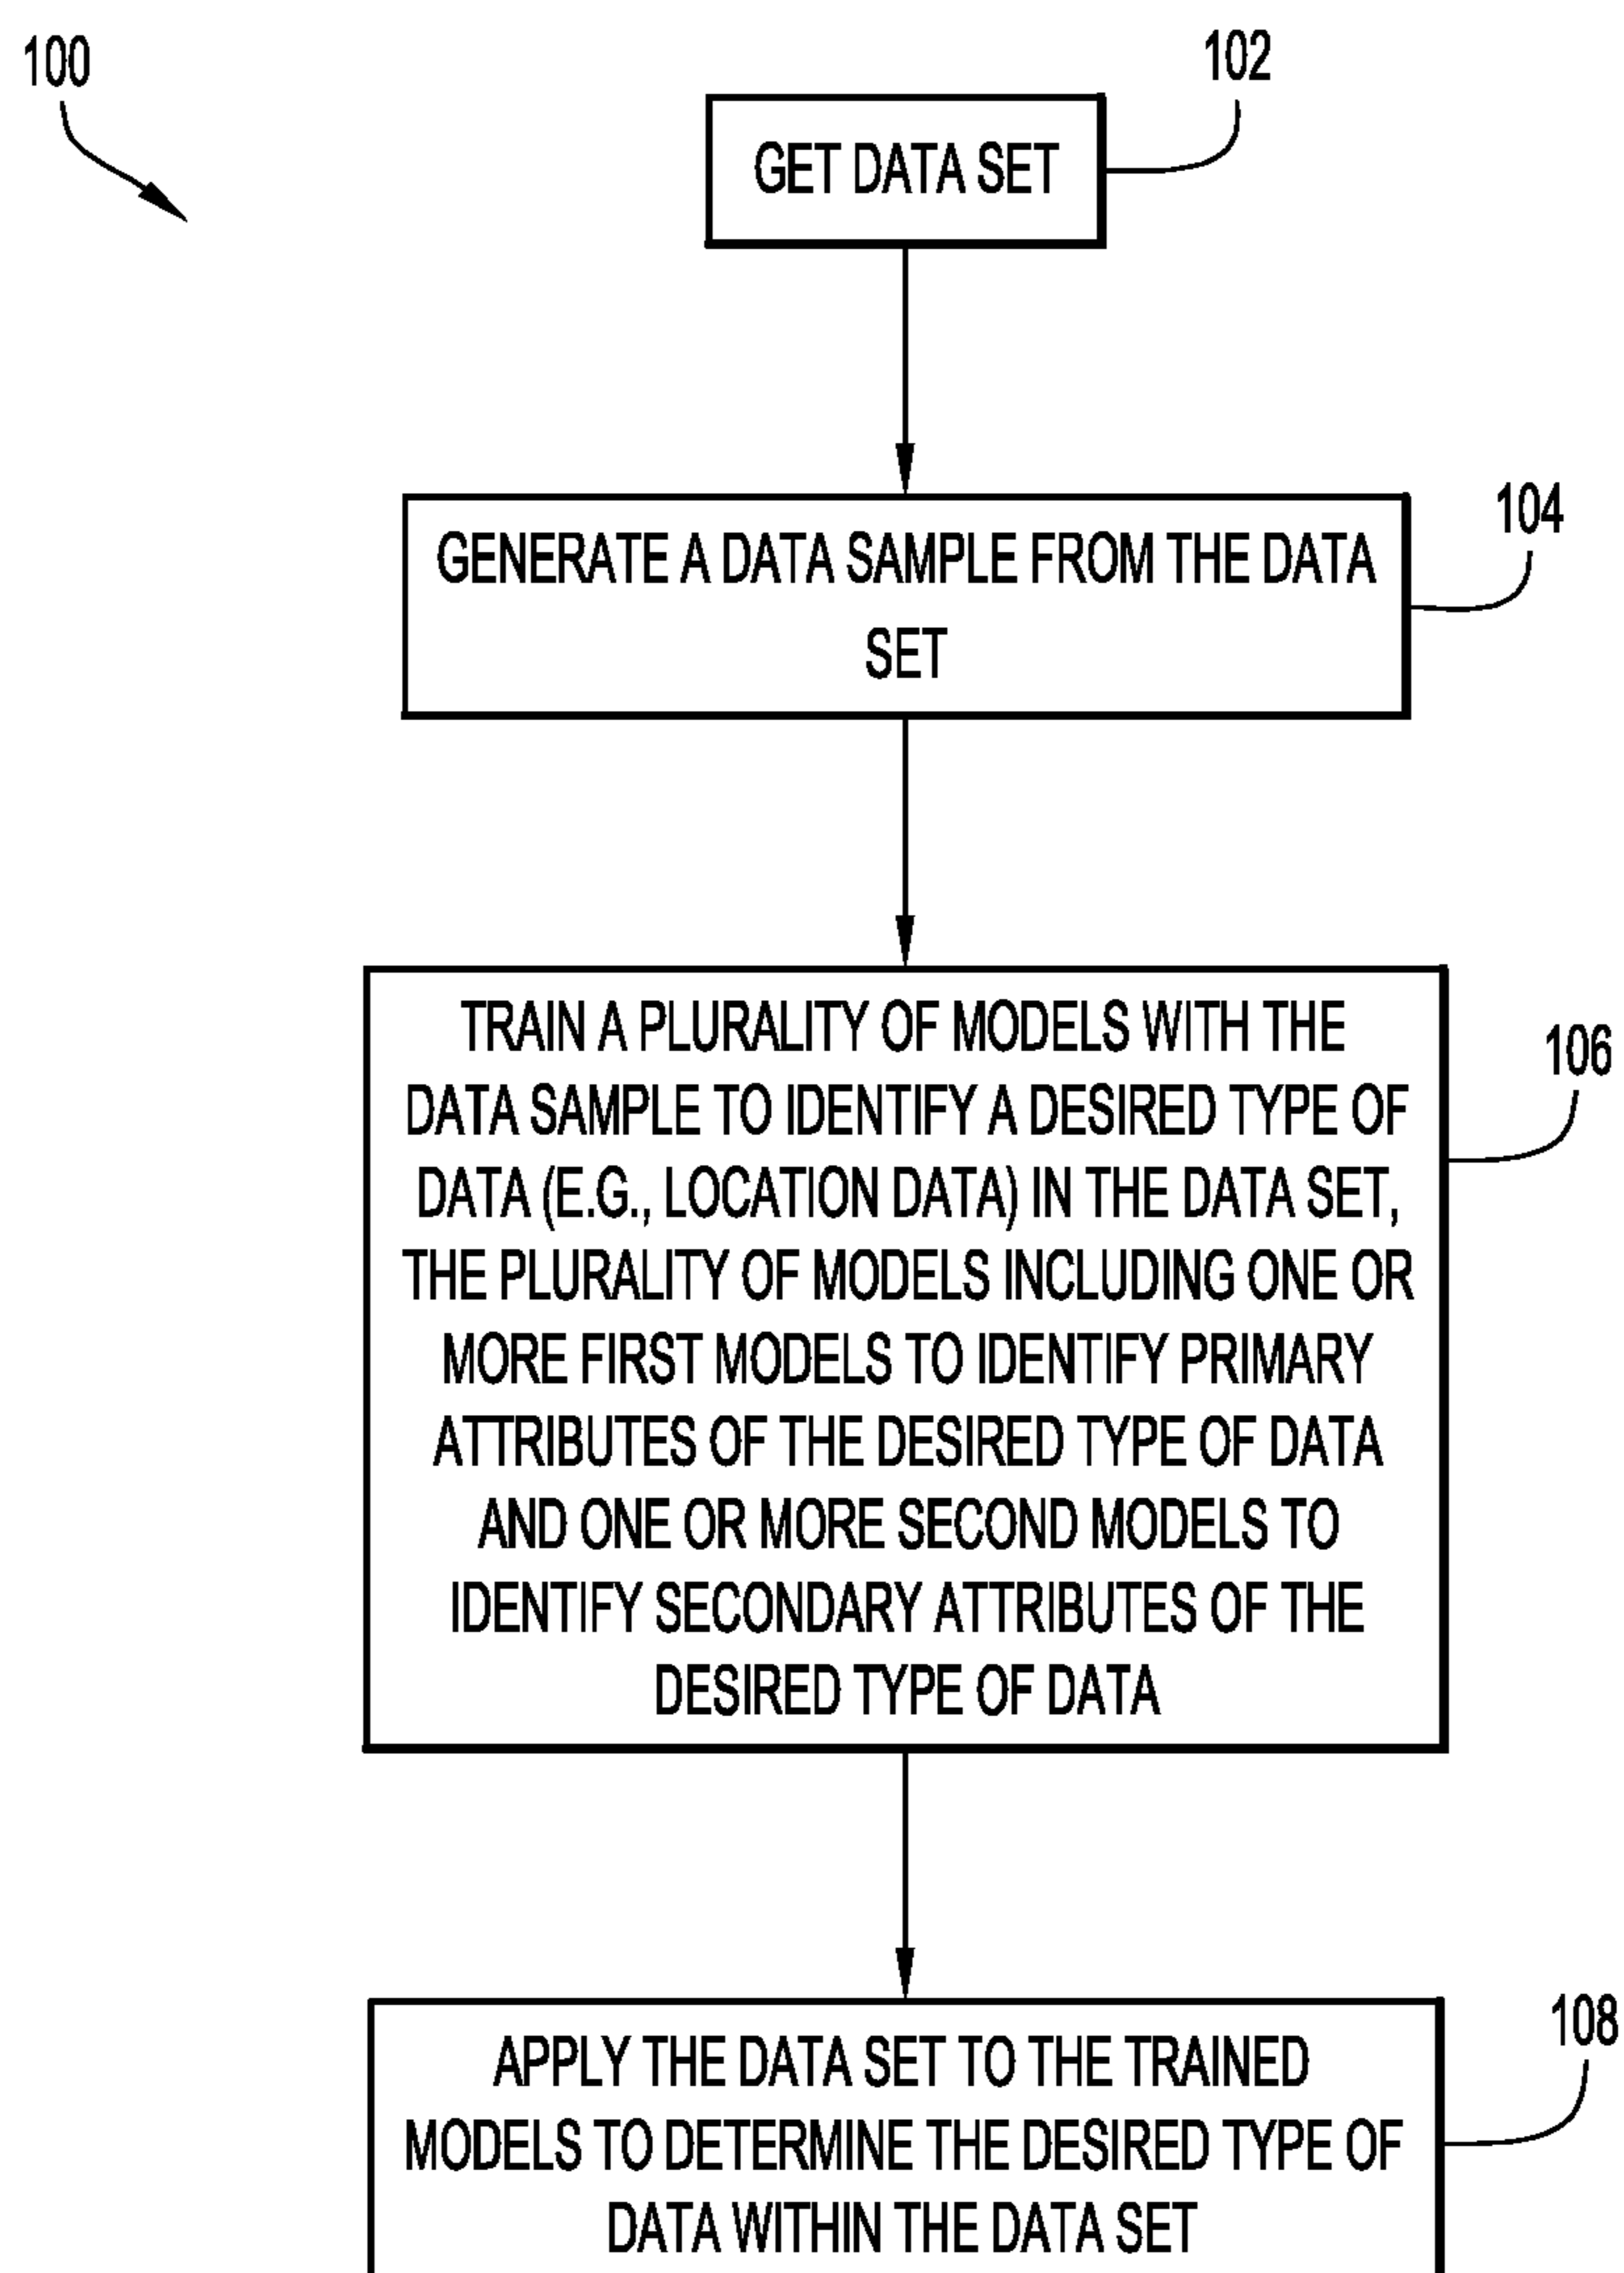 100
102
GET DATA SET
104
GENERATE A DATA SAMPLE FROM THE DATA
SET
106
TRAIN A PLURALITY OF MODELS WITH THE
DATA SAMPLE TO IDENTIFY A DESIRED TYPE OF
DATA (E.G., LOCATION DATA) IN THE DATA SET,
THE PLURALITY OF MODELS INCLUDING ONE OR
MORE FIRST MODELS TO IDENTIFY PRIMARY
ATTRIBUTES OF THE DESIRED TYPE OF DATA
AND ONE OR MORE SECOND MODELS TO
IDENTIFY SECONDARY ATTRIBUTES OF THE
DESIRED TYPE OF DATA
108
APPLY THE DATA SET TO THE TRAINED
MODELS TO DETERMINE THE DESIRED TYPE OF
DATA WITHIN THE DATA SET